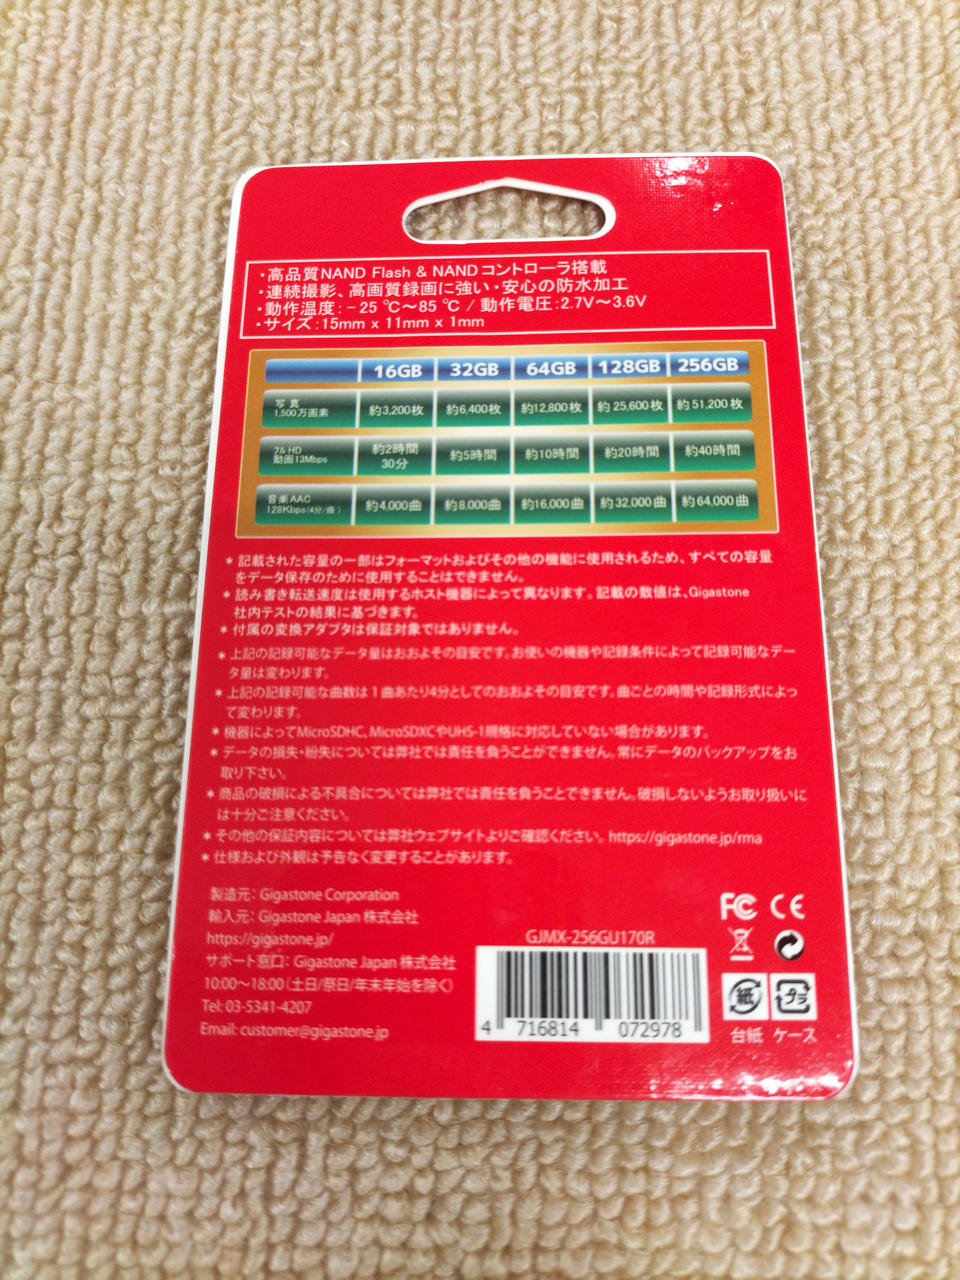 ・高品質NAND Flash & NANDコントローラ搭載
・連続撮影、高画質録画に強い・安心の防水加工
・動作温度：－25 ℃～85 ℃ / 動作電圧：2.7V～3.6V
・サイズ：15mm x 11mm x 1mm
16GB 32GB 64GB 128GB 256GB
写真
1,500万画素 約3,200枚 約6,400枚 約12,800枚 約25,600枚 約51,200枚
フルHD
動画13Mbps 約2時間30分 約5時間 約10時間 約20時間 約40時間
音楽AAC
128Kbps(4分/曲) 約4,000曲 約8,000曲 約16,000曲 約32,000曲 約64,000曲
* 記載された容量の一部はフォーマットおよびその他の機能に使用されるため、すべての容量
をデータ保存のために使用することはできません。
* 読み書き転送速度は使用するホスト機器によって異なります。記載の数値は、Gigastone
社内テストの結果に基づきます。
* 付属の変換アダプタは保証対象ではありません。
* 上記の記録可能なデータ量はおおよその目安です。お使いの機器や記録条件によって記録可能なデー
タ量は変わります。
* 上記の記録可能な曲数は1曲あたり4分としてのおおよその目安です。曲ごとの時間や記録形式によっ
て変わります。
* 機器によってMicroSDHC, MicroSDXCやUHS-1規格に対応していない場合があります。
* データの損失・紛失については弊社では責任を負うことができません。常にデータのバックアップをお
取り下さい。
* 商品の破損による不具合については弊社では責任を負うことできません。破損しないようお取り扱いに
は十分ご注意ください。
* その他の保証内容については弊社ウェブサイトよりご確認ください。https://gigastone.jp/rma
* 仕様および外観は予告なく変更することがあります。
製造元：Gigastone Corporation
輸入元：Gigastone Japan 株式会社
https://gigastone.jp/
サポート窓口：Gigastone Japan 株式会社
10:00～18:00（土日/祭日/年末年始を除く）
Tel: 03-5341-4207
Email: customer@gigastone.jp
GJMX-256GU170R
4 716814 072978
FC CE
紙 プラ
台紙 ケース